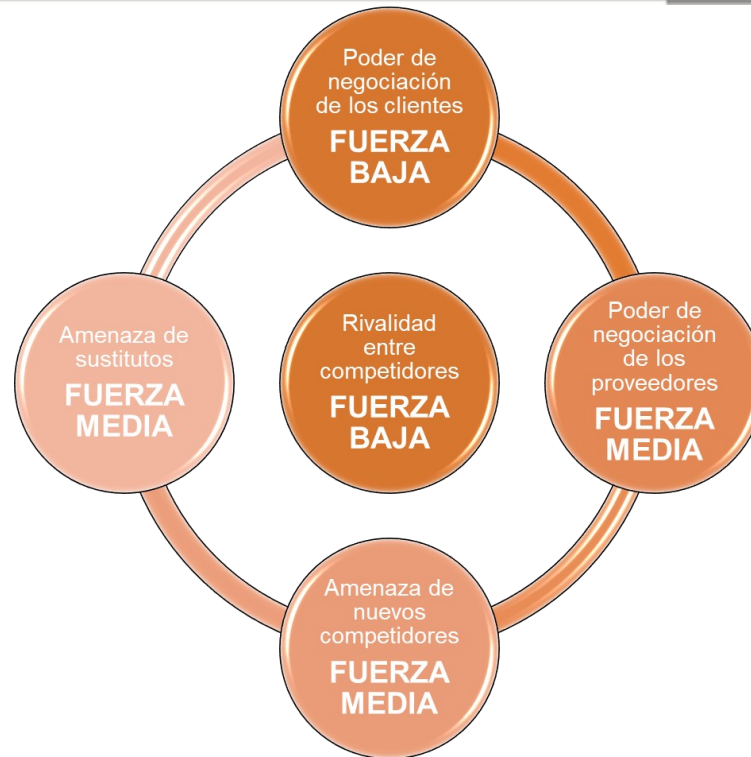 Poder de
negociación
de los clientes
FUERZA
BAJA
Amenaza de
sustitutos
FUERZA
MEDIA
Rivalidad
entre
competidores
FUERZA
BAJA
Poder de
negociación
de los
proveedores
FUERZA
MEDIA
Amenaza de
nuevos
competidores
FUERZA
MEDIA